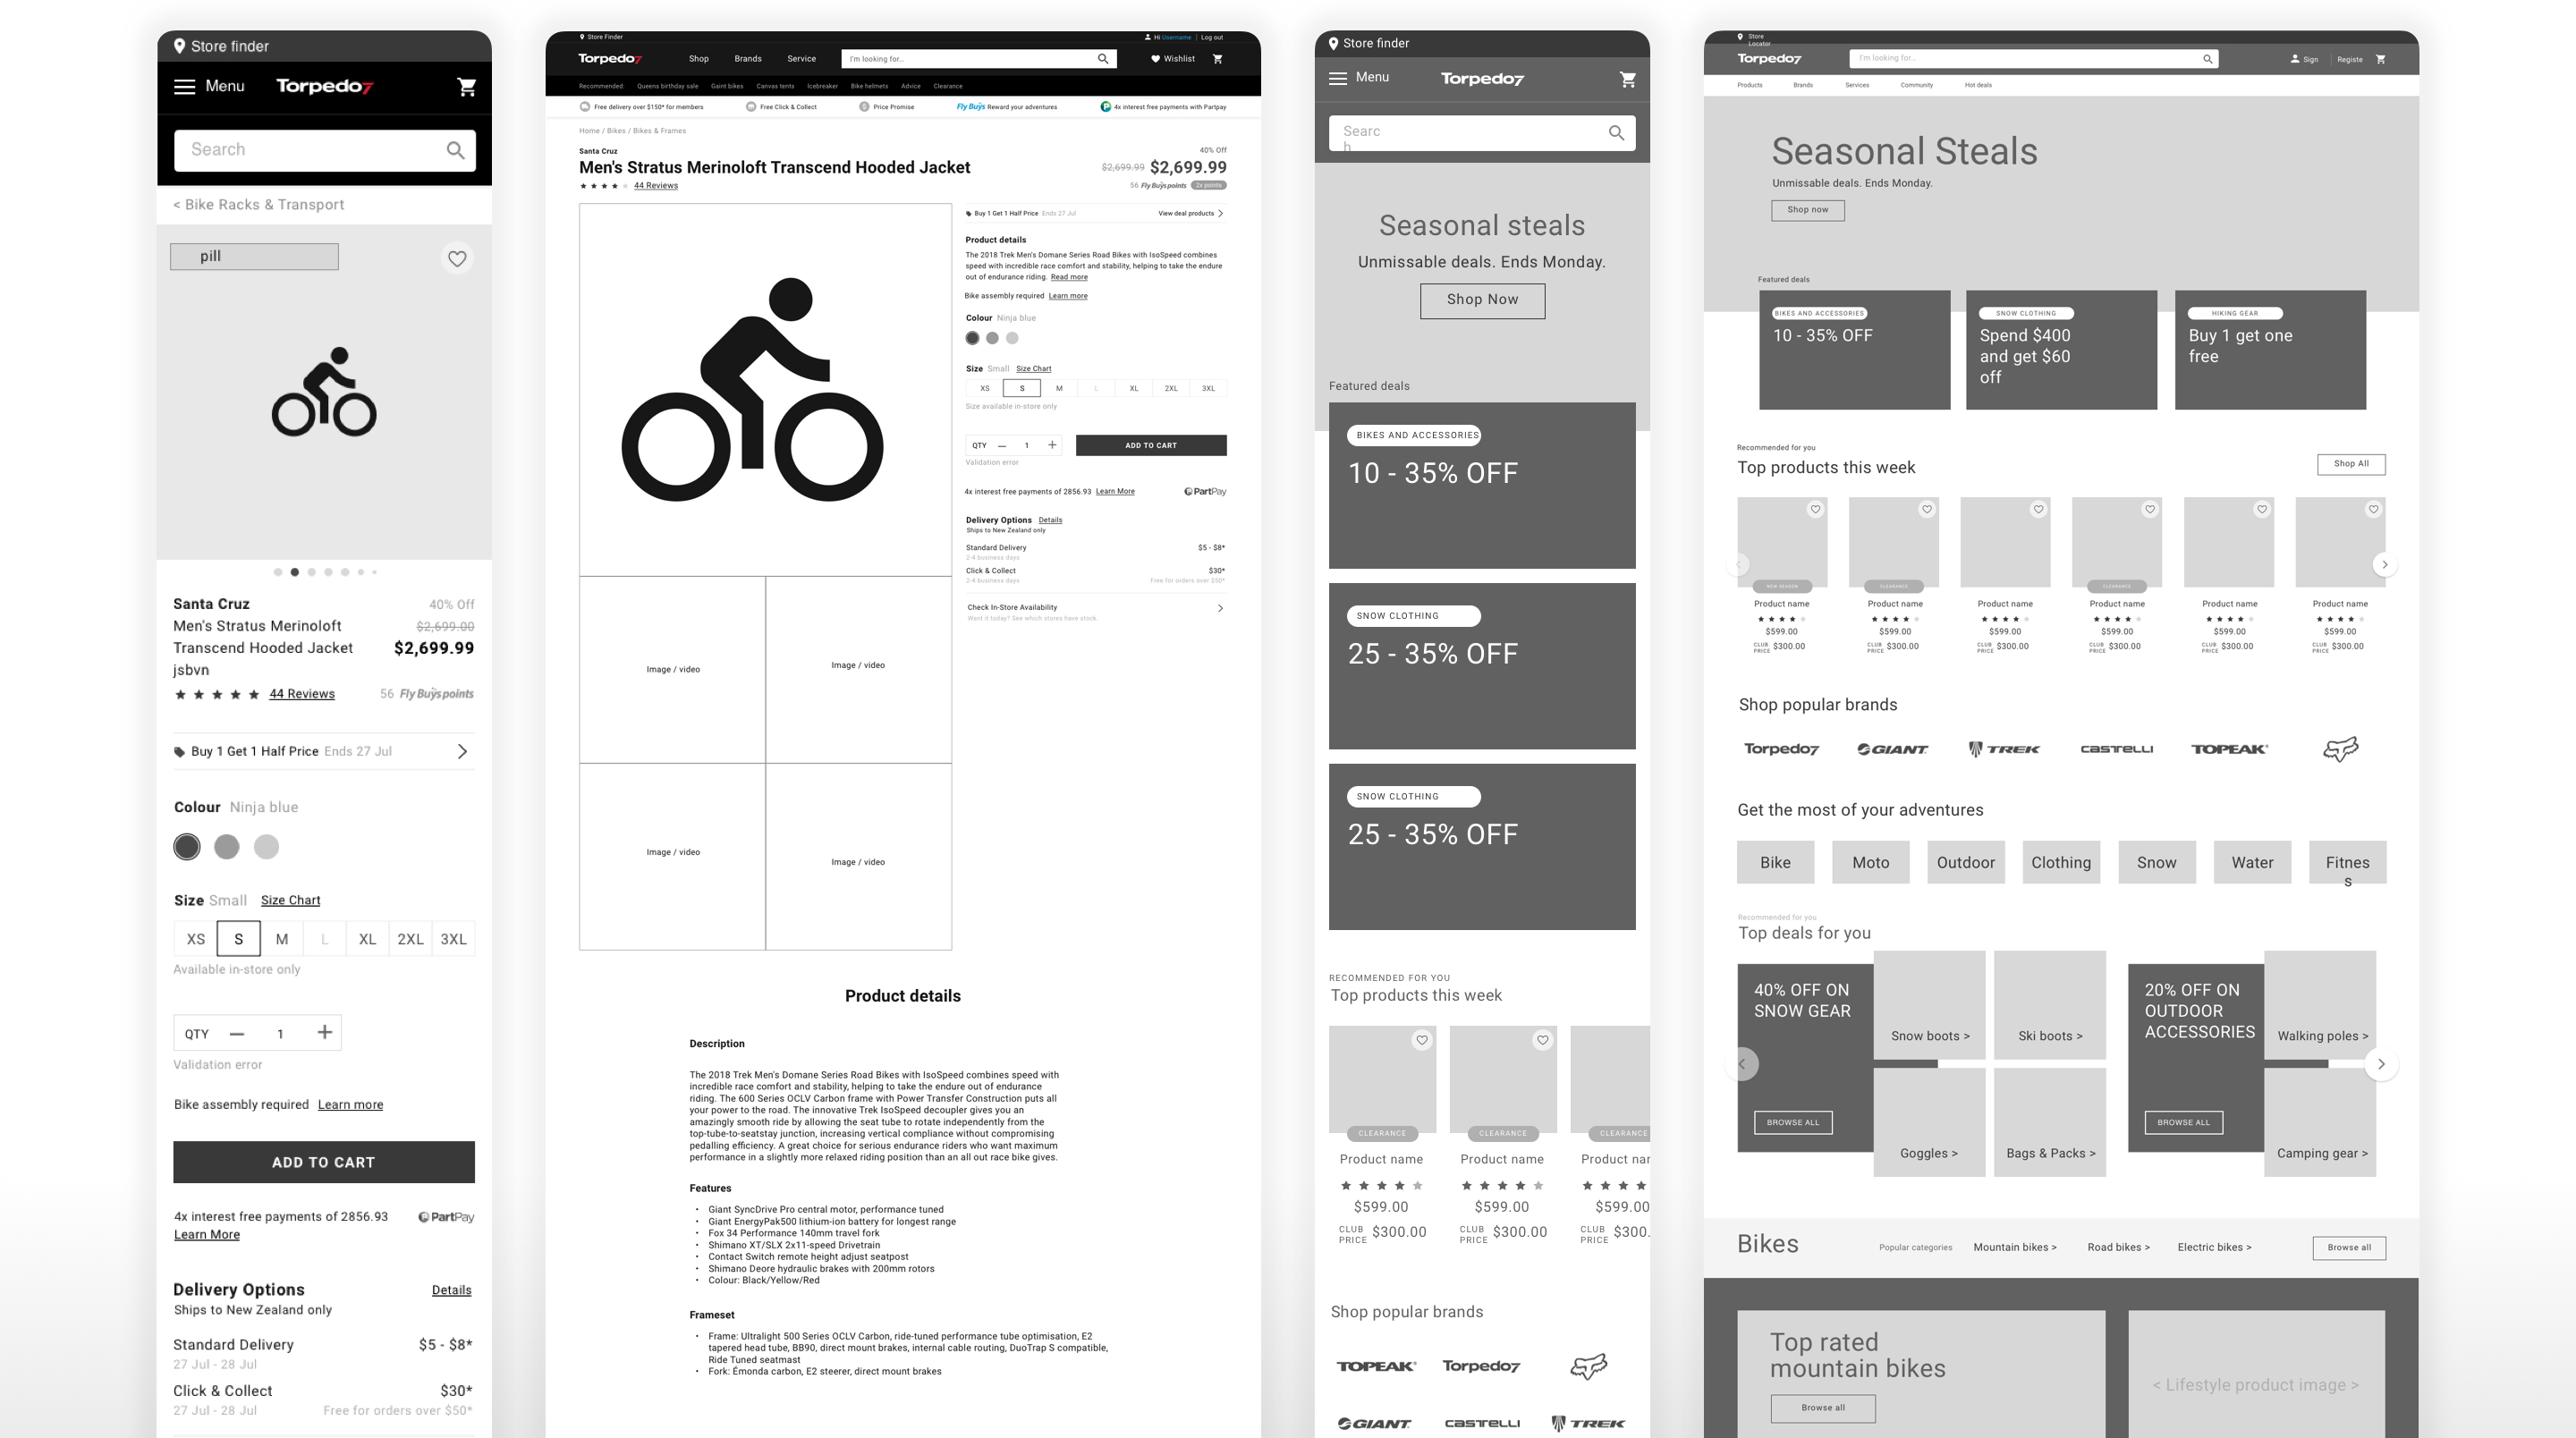 Store finder
Menu
Torpedo7
Search
< Bike Racks & Transport
pill
Santa Cruz
40% Off
Men's Stratus Merinoloft
$2,699.00
Transcend Hooded Jacket
$2,699.99
jsbvn
44 Reviews
56 Fly Buys points
Buy 1 Get 1 Half Price Ends 27 Jul
Colour Ninja blue
Size Small Size Chart
XS S M L XL 2XL 3XL
Available in-store only
QTY 1
Validation error
Bike assembly required Learn more
ADD TO CART
4x interest free payments of 2856.93
PartPay
Learn More
Delivery Options
Details
Ships to New Zealand only
Standard Delivery
$5 - $8*
27 Jul - 28 Jul
Click & Collect
$30*
27 Jul - 28 Jul
Free for orders over $50*
Store Finder
Hi Username Log out
Torpedo7
Shop Brands Service
I'm looking for...
Wishlist
Recommended: Queens birthday sale Gaint bikes Canvas tents Icebreaker Bike helmets Advice Clearance
Free delivery over $150* for members
Free Click & Collect
Price Promise
Fly Buys Reward your adventures
4x interest free payments with Partpay
Home / Bikes / Bikes & Frames
Santa Cruz
40% Off
Men's Stratus Merinoloft Transcend Hooded Jacket
$2,699.99 $2,699.99
44 Reviews
56 Fly Buys points 2x points
Buy 1 Get 1 Half Price Ends 27 Jul
View deal products
Product details
The 2018 Trek Men's Domane Series Road Bikes with IsoSpeed combines
speed with incredible race comfort and stability, helping to take the endure
out of endurance riding. Read more
Bike assembly required Learn more
Colour Ninja blue
Size Small Size Chart
XS S M L XL 2XL 3XL
Size available in-store only
QTY 1
ADD TO CART
Validation error
4x interest free payments of 2856.93 Learn More
PartPay
Delivery Options Details
Ships to New Zealand only
Standard Delivery
$5 - $8*
2-4 business days
Click & Collect
$30*
2-4 business days
Free for orders over $50*
Check In-Store Availability
Want it today? See which stores have stock.
Image / video
Image / video
Image / video
Image / video
Product details
Description
The 2018 Trek Men's Domane Series Road Bikes with IsoSpeed combines speed with
incredible race comfort and stability, helping to take the endure out of endurance
riding. The 600 Series OCLV Carbon frame with Power Transfer Construction puts all
your power to the road. The innovative Trek IsoSpeed decoupler gives you an
amazingly smooth ride by allowing the seat tube to rotate independently from the
top-tube-to-seatstay junction, increasing vertical compliance without compromising
pedalling efficiency. A great choice for serious endurance riders who want maximum
performance in a slightly more relaxed riding position than an all out race bike gives.
Features
• Giant SyncDrive Pro central motor, performance tuned
• Giant EnergyPak500 lithium-ion battery for longest range
• Fox 34 Performance 140mm travel fork
• Shimano XT/SLX 2x11-speed Drivetrain
• Contact Switch remote height adjust seatpost
• Shimano Deore hydraulic brakes with 200mm rotors
• Colour: Black/Yellow/Red
Frameset
• Frame: Ultralight 500 Series OCLV Carbon, ride-tuned performance tube optimisation, E2
tapered head tube, BB90, direct mount brakes, internal cable routing, DuoTrap S compatible,
Ride Tuned seatmast
• Fork: Émonda carbon, E2 steerer, direct mount brakes
Store finder
Menu
Torpedo7
Searc
h
Seasonal steals
Unmissable deals. Ends Monday.
Shop Now
Featured deals
BIKES AND ACCESSORIES
10 - 35% OFF
SNOW CLOTHING
25 - 35% OFF
SNOW CLOTHING
25 - 35% OFF
RECOMMENDED FOR YOU
Top products this week
CLEARANCE CLEARANCE CLEARANCE
Product name Product name Product nar
$599.00 $599.00 $599.00
CLUB PRICE $300.00 CLUB PRICE $300.00 CLUB PRICE $300.
Shop popular brands
TOPEAK Torpedo7
GIANT castelli TREK
Store
Locator
Torpedo7
I'm looking for...
Sign Registe
Products Brands Services Community Hot deals
Seasonal Steals
Unmissable deals. Ends Monday.
Shop now
Featured deals
BIKES AND ACCESSORIES
10 - 35% OFF
SNOW CLOTHING
Spend $400
and get $60
off
HIKING GEAR
Buy 1 get one
free
Recommended for you
Top products this week
Shop All
NEW SEASON CLEARANCE CLEARANCE
Product name Product name Product name Product name Product name Product name
$599.00 $599.00 $599.00 $599.00 $599.00 $599.00
CLUB PRICE $300.00 CLUB PRICE $300.00 CLUB PRICE $300.00 CLUB PRICE $300.00 CLUB PRICE $300.00 CLUB PRICE $300.00
Shop popular brands
Torpedo7 GIANT TREK castelli TOPEAK
Get the most of your adventures
Bike Moto Outdoor Clothing Snow Water Fitnes
s
Recommended for you
Top deals for you
40% OFF ON
SNOW GEAR
BROWSE ALL
Snow boots >
Ski boots >
Goggles >
Bags & Packs >
20% OFF ON
OUTDOOR
ACCESSORIES
BROWSE ALL
Walking poles >
Camping gear >
Bikes
Popular categories Mountain bikes > Road bikes > Electric bikes >
Browse all
Top rated
mountain bikes
Browse all
< Lifestyle product image >